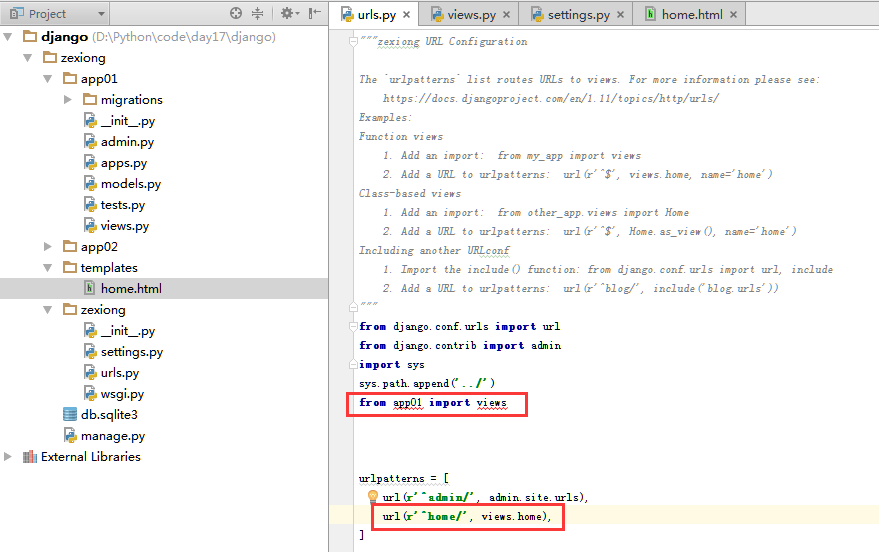 Project
django (D:\Python\code\day17\django)
zexiong
app01
migrations
__init__.py
admin.py
apps.py
models.py
tests.py
views.py
app02
templates
home.html
zexiong
__init__.py
settings.py
urls.py
wsgi.py
db.sqlite3
manage.py
External Libraries
urls.py
views.py
settings.py
home.html
"""zexiong URL Configuration
The `urlpatterns` list routes URLs to views. For more information please see:
https://docs.djangoproject.com/en/1.11/topics/http/urls/
Examples:
Function views
1. Add an import:  from my_app import views
2. Add a URL to urlpatterns:  url(r'^$', views.home, name='home')
Class-based views
1. Add an import:  from other_app.views import Home
2. Add a URL to urlpatterns:  url(r'^$', Home.as_view(), name='home')
Including another URLconf
1. Import the include() function: from django.conf.urls import url, include
2. Add a URL to urlpatterns:  url(r'^blog/', include('blog.urls'))
"""
from django.conf.urls import url
from django.contrib import admin
import sys
sys.path.append('../')
from app01 import views
urlpatterns = [
url(r'^admin/', admin.site.urls),
url(r'^home/', views.home),
]